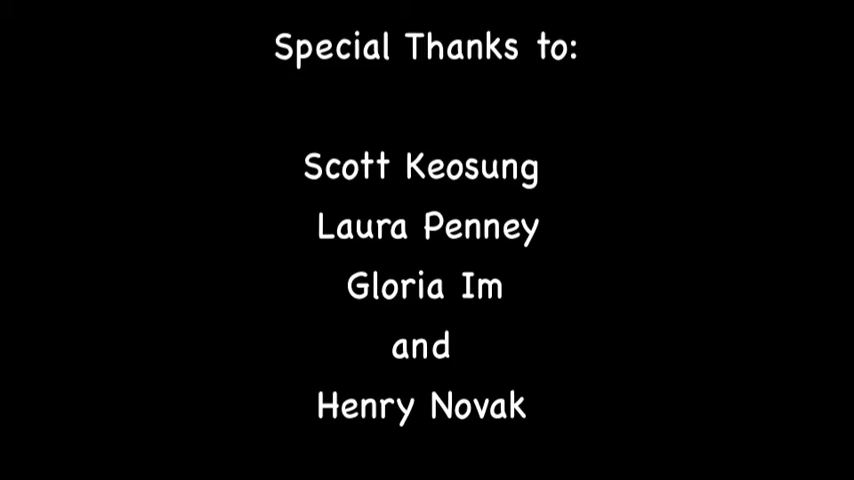 Special Thanks to:
Scott Keosung
Laura Penney
Gloria Im
and
Henry Novak